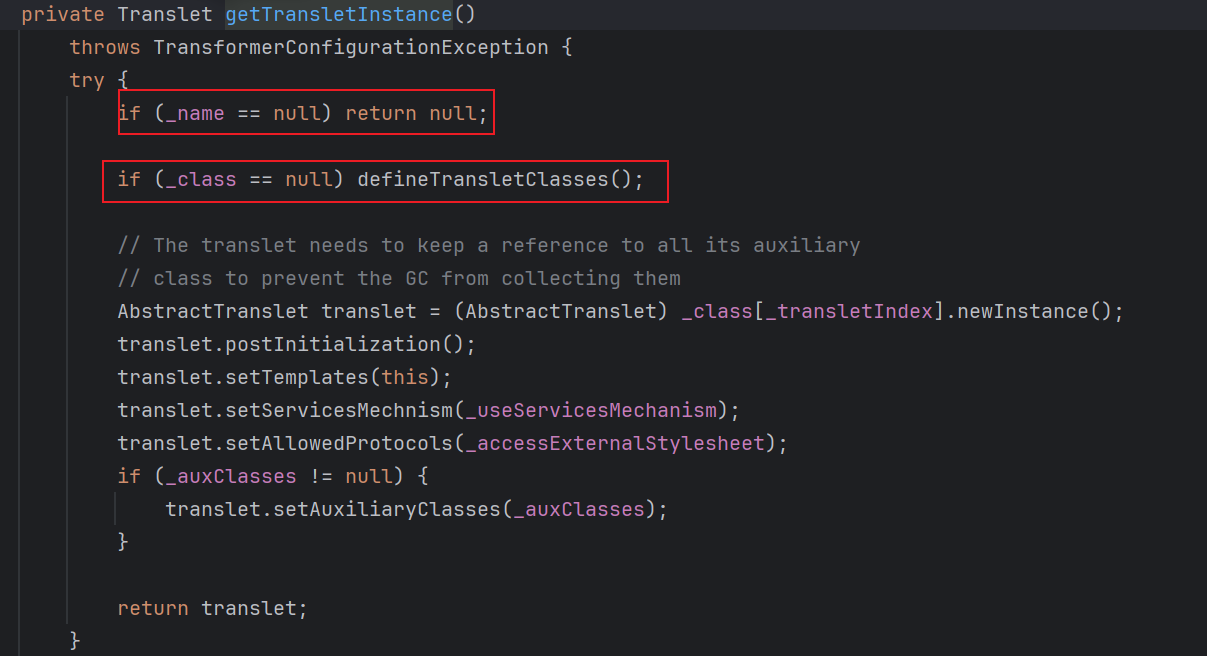 private Translet getTransletInstance()
throws TransformerConfigurationException {
try {
if (_name == null) return null;
if (_class == null) defineTransletClasses();
// The translet needs to keep a reference to all its auxiliary
// class to prevent the GC from collecting them
AbstractTranslet translet = (AbstractTranslet) _class[_transletIndex].newInstance();
translet.postInitialization();
translet.setTemplates(this);
translet.setServicesMechnism(_useServicesMechanism);
translet.setAllowedProtocols(_accessExternalStylesheet);
if (_auxClasses != null) {
translet.setAuxiliaryClasses(_auxClasses);
}
return translet;
}